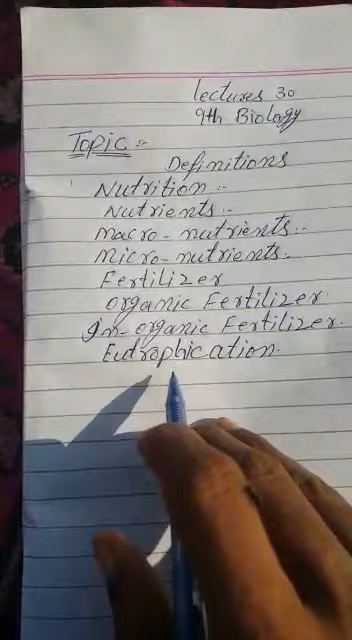 lectures 30
9th Biology
Topic :-
Definitions
Nutrition :-
Nutrients :-
Macro-nutrients :-
Micro-nutrients :-
Fertilizer
Organic Fertilizer.
In-organic Fertilizer.
Eutrophication.